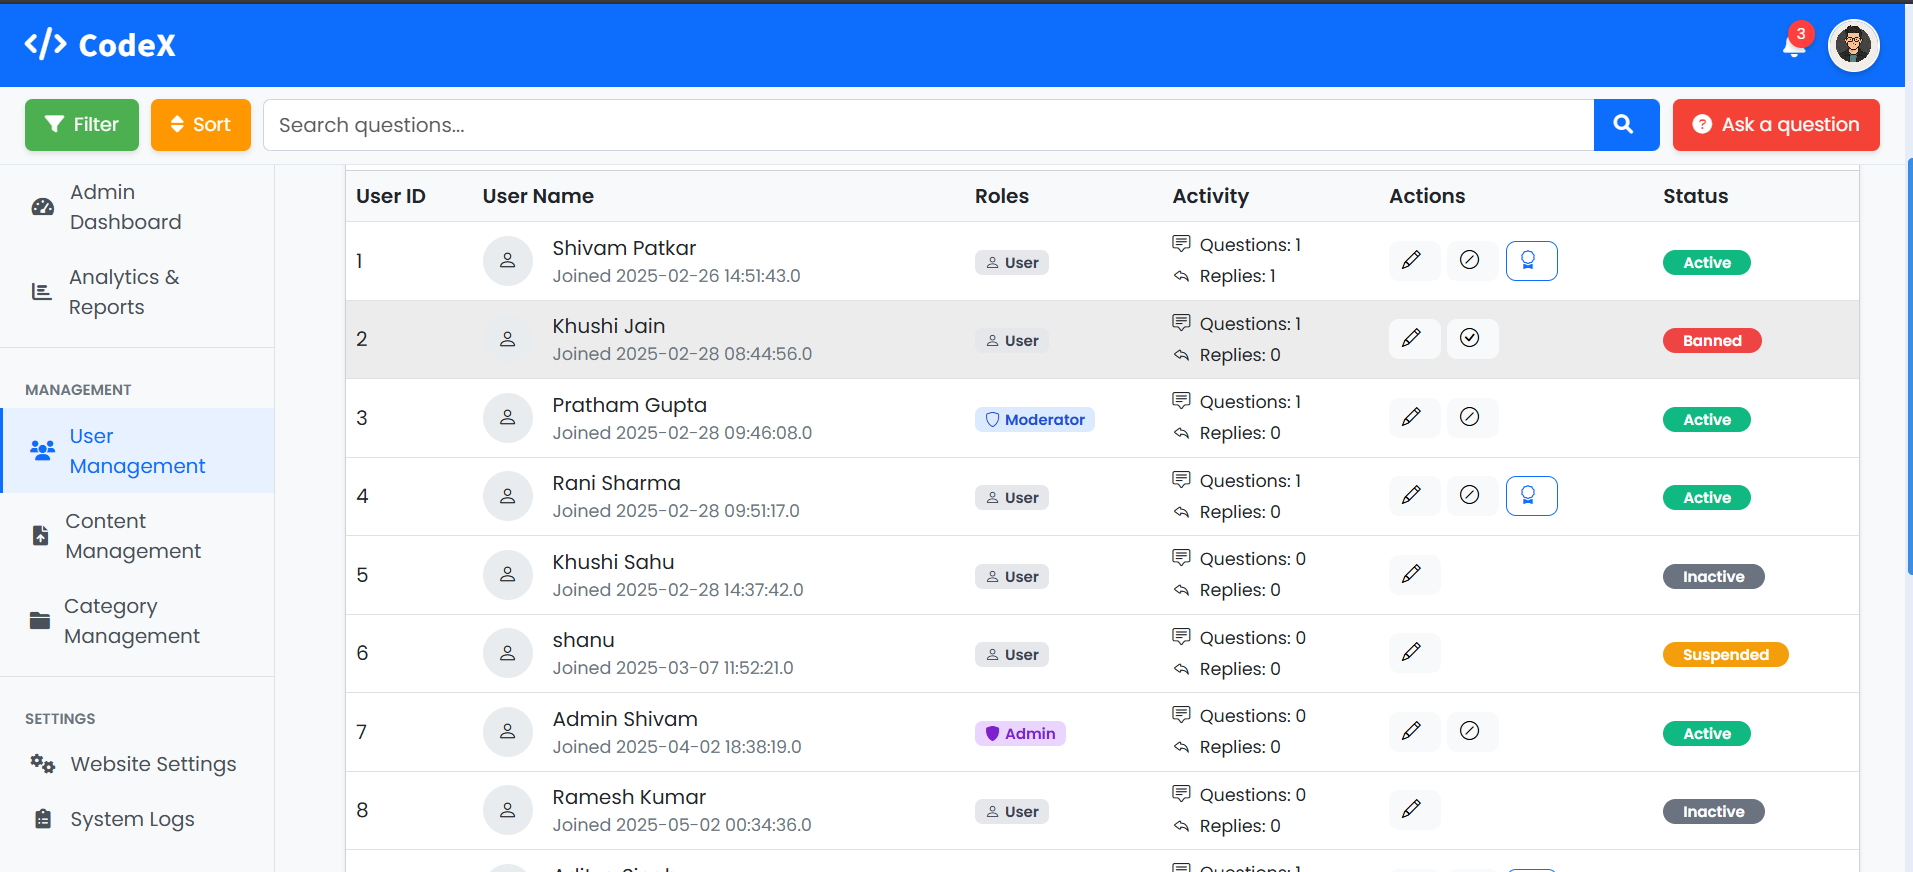 </> CodeX
3
Filter
Sort
Search questions...
Ask a question
Admin
Dashboard
Analytics &
Reports
MANAGEMENT
User
Management
Content
Management
Category
Management
SETTINGS
Website Settings
System Logs
User ID User Name Roles Activity Actions Status
1 Shivam Patkar User Questions: 1 Active
Joined 2025-02-26 14:51:43.0 Replies: 1
2 Khushi Jain User Questions: 1 Banned
Joined 2025-02-28 08:44:56.0 Replies: 0
3 Pratham Gupta Moderator Questions: 1 Active
Joined 2025-02-28 09:46:08.0 Replies: 0
4 Rani Sharma User Questions: 1 Active
Joined 2025-02-28 09:51:17.0 Replies: 0
5 Khushi Sahu User Questions: 0 Inactive
Joined 2025-02-28 14:37:42.0 Replies: 0
6 shanu User Questions: 0 Suspended
Joined 2025-03-07 11:52:21.0 Replies: 0
7 Admin Shivam Admin Questions: 0 Active
Joined 2025-04-02 18:38:19.0 Replies: 0
8 Ramesh Kumar User Questions: 0 Inactive
Joined 2025-05-02 00:34:36.0 Replies: 0